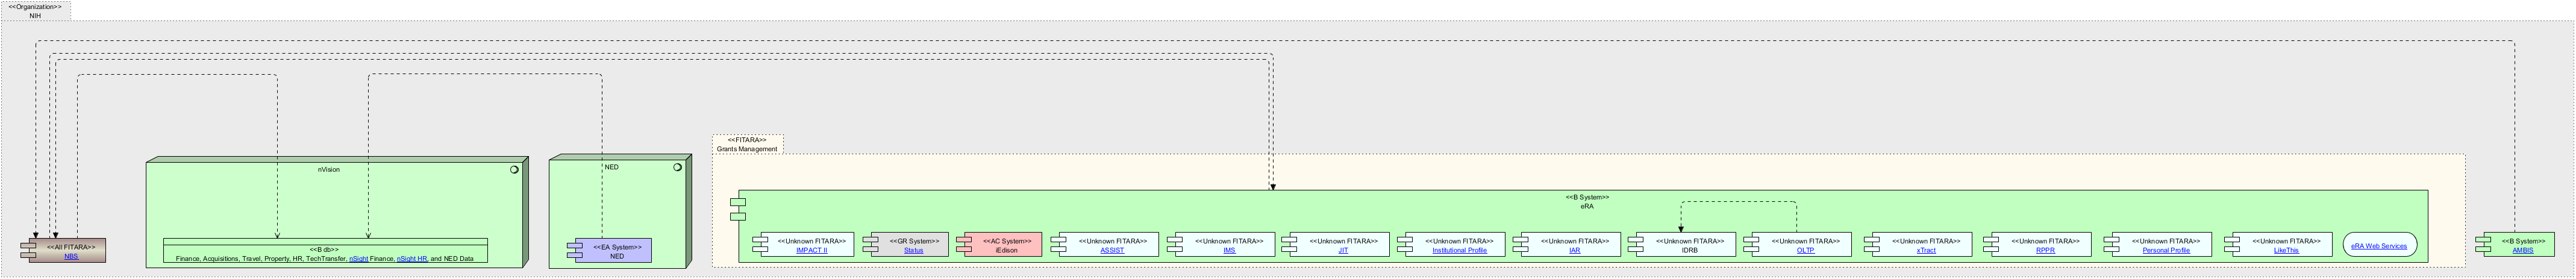 <<Organization>>
NIH
<<FITARA>>
Grants Management
nVision
NED
<<B System>>
eRA
<<All FITARA>>
NBS
<<B db>>
Finance, Acquisitions, Travel, Property, HR, TechTransfer, nSight Finance, nSight HR, and NED Data
<<EA System>>
NED
<<Unknown FITARA>>
IMPACT II
<<GR System>>
Status
<<AC System>>
iEdison
<<Unknown FITARA>>
ASSIST
<<Unknown FITARA>>
IMS
<<Unknown FITARA>>
JIT
<<Unknown FITARA>>
Institutional Profile
<<Unknown FITARA>>
IAR
<<Unknown FITARA>>
IDRB
<<Unknown FITARA>>
OLTP
<<Unknown FITARA>>
xTract
<<Unknown FITARA>>
RPPR
<<Unknown FITARA>>
Personal Profile
<<Unknown FITARA>>
LikeThis
eRA Web Services
<<B System>>
AMBIS